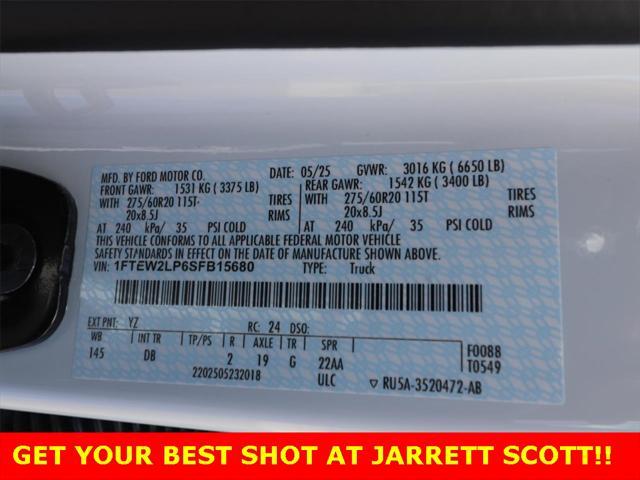 MFD. BY FORD MOTOR CO. DATE: 05/25 GVWR: 3016 KG ( 6650 LB)
FRONT GAWR: 1531 KG ( 3375 LB) REAR GAWR: 1542 KG ( 3400 LB)
WITH 275/60R20 115T- TIRES WITH 275/60R20 115T TIRES
20x8.5J RIMS 20x8.5J RIMS
AT 240 kPa/ 35 PSI COLD AT 240 kPa/ 35 PSI COLD
THIS VEHICLE CONFORMS TO ALL APPLICABLE FEDERAL MOTOR VEHICLE
SAFETY STANDARDS IN EFFECT ON THE DATE OF MANUFACTURE SHOWN ABOVE.
VIN: 1FTEW2LP6SFB15680 TYPE: Truck
EXT PNT: YZ RC: 24 DSO: F0088
WB INT TR TP/PS R AXLE TR SPR T0549
145 DB 2 19 G 22AA
2202505232018 ULC RU5A-3520472-AB
GET YOUR BEST SHOT AT JARRETT SCOTT!!